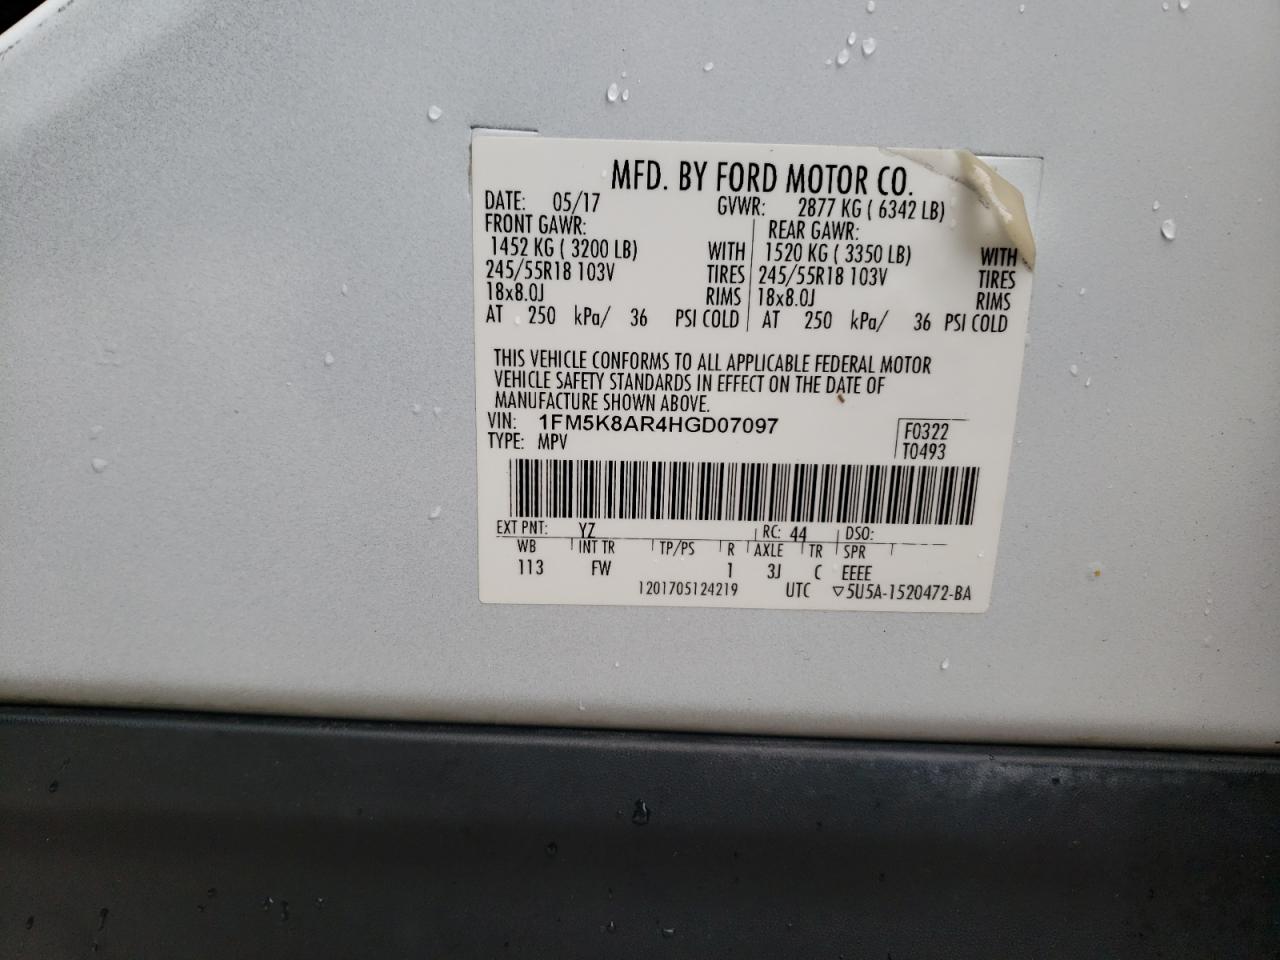 MFD. BY FORD MOTOR CO.
DATE: 05/17 GVWR: 2877 KG ( 6342 LB)
FRONT GAWR: REAR GAWR:
1452 KG ( 3200 LB) WITH 1520 KG ( 3350 LB) WITH
245/55R18 103V TIRES 245/55R18 103V TIRES
18x8.0J RIMS 18x8.0J RIMS
AT 250 kPa/ 36 PSI COLD AT 250 kPa/ 36 PSI COLD
THIS VEHICLE CONFORMS TO ALL APPLICABLE FEDERAL MOTOR
VEHICLE SAFETY STANDARDS IN EFFECT ON THE DATE OF
MANUFACTURE SHOWN ABOVE.
VIN: 1FM5K8AR4HGD07097 F0322
TYPE: MPV T0493
EXT PNT: YZ RC: 44 DSO:
WB INT TR TP/PS R AXLE TR SPR
113 FW 1 3J C EEEE
1201705124219 UTC ▽5U5A-1520472-BA